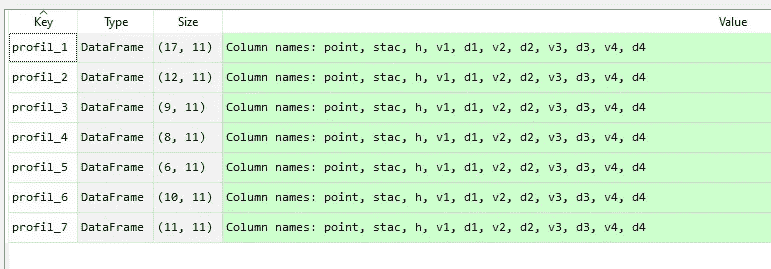 Key Type Size Value
profil_1 DataFrame (17, 11) Column names: point, stac, h, v1, d1, v2, d2, v3, d3, v4, d4
profil_2 DataFrame (12, 11) Column names: point, stac, h, v1, d1, v2, d2, v3, d3, v4, d4
profil_3 DataFrame (9, 11) Column names: point, stac, h, v1, d1, v2, d2, v3, d3, v4, d4
profil_4 DataFrame (8, 11) Column names: point, stac, h, v1, d1, v2, d2, v3, d3, v4, d4
profil_5 DataFrame (6, 11) Column names: point, stac, h, v1, d1, v2, d2, v3, d3, v4, d4
profil_6 DataFrame (10, 11) Column names: point, stac, h, v1, d1, v2, d2, v3, d3, v4, d4
profil_7 DataFrame (11, 11) Column names: point, stac, h, v1, d1, v2, d2, v3, d3, v4, d4